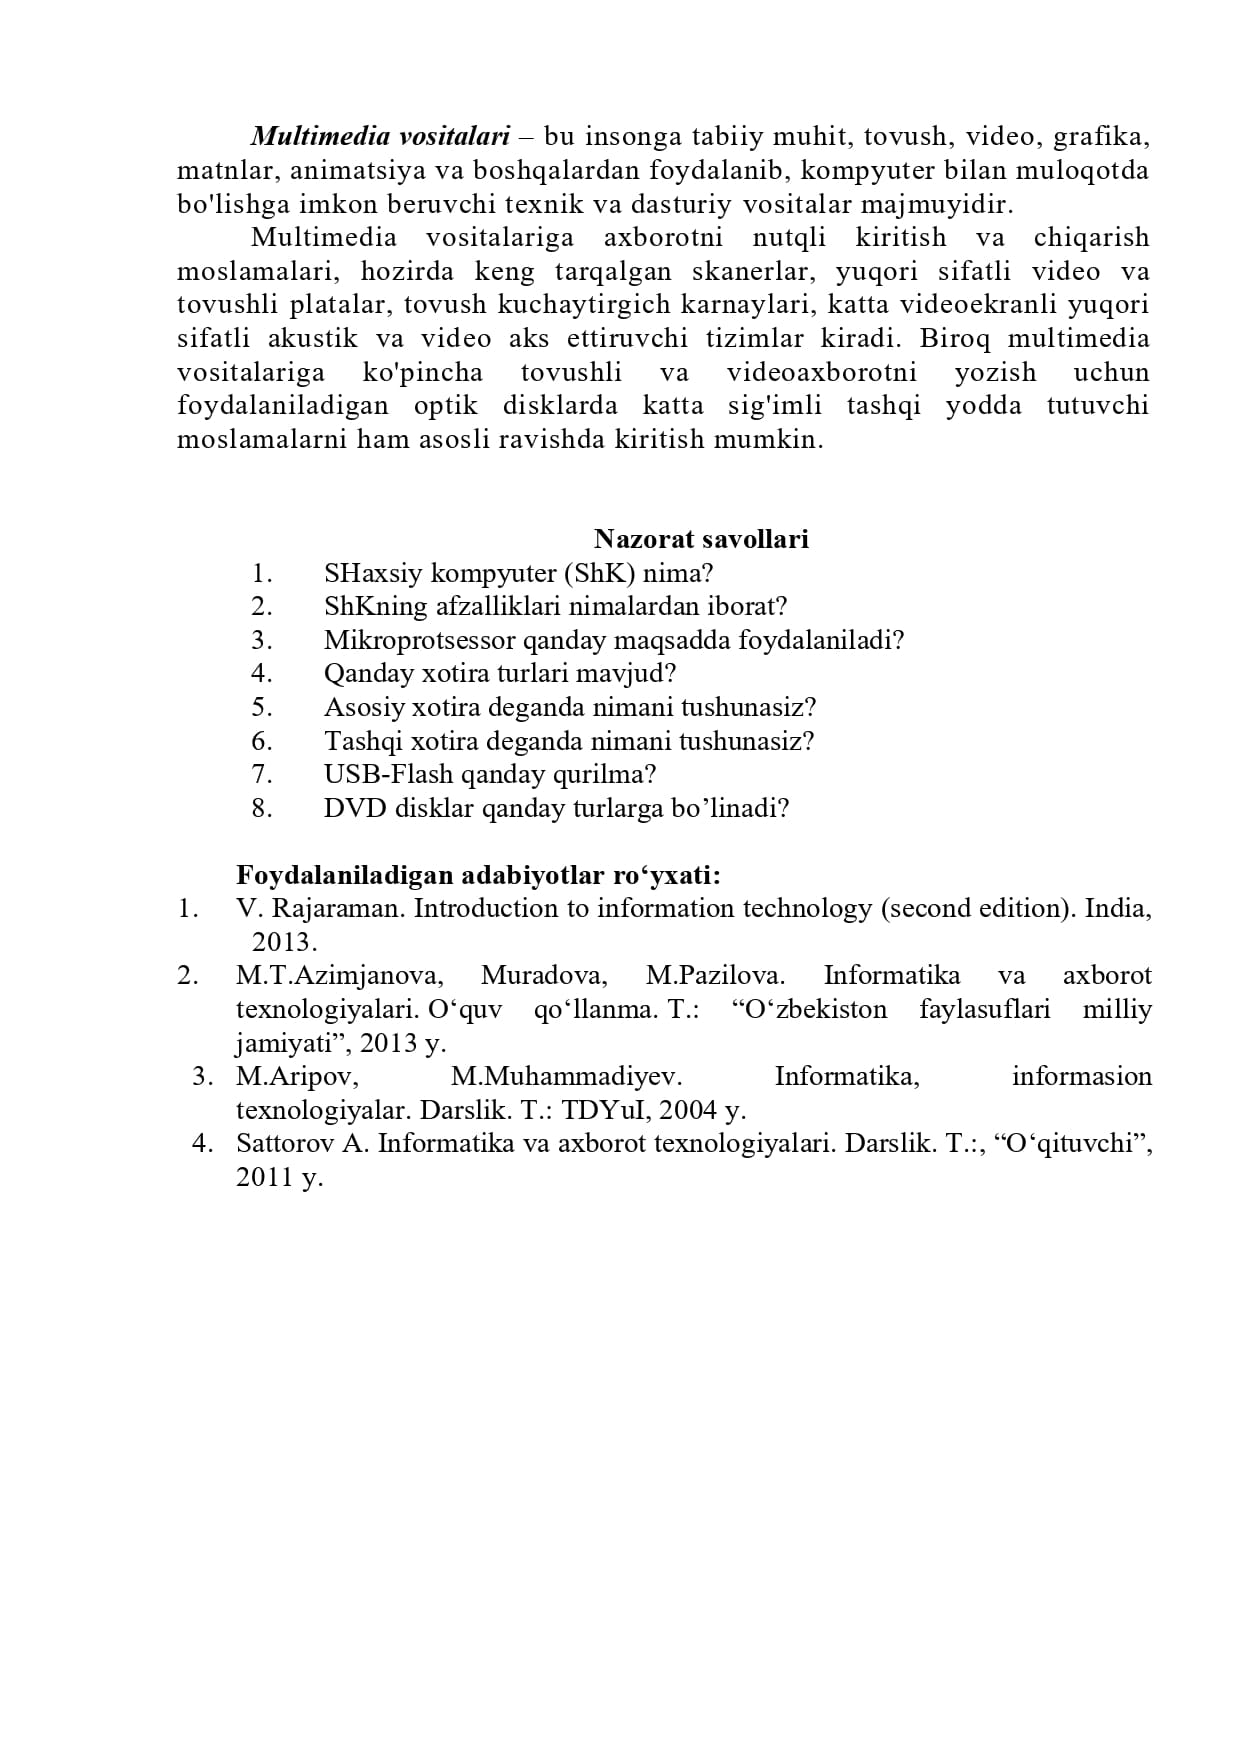 Multimedia vositalari – bu insonga tabiiy muhit, tovush, video, grafika,
matnlar, animatsiya va boshqalardan foydalanib, kompyuter bilan muloqotda
bo'lishga imkon beruvchi texnik va dasturiy vositalar majmuyidir.
Multimedia vositalariga axborotni nutqli kiritish va chiqarish
moslamalari, hozirda keng tarqalgan skanerlar, yuqori sifatli video va
tovushli platalar, tovush kuchaytirgich karnaylari, katta videoekranli yuqori
sifatli akustik va video aks ettiruvchi tizimlar kiradi. Biroq multimedia
vositalariga ko'pincha tovushli va videoaxborotni yozish uchun
foydalaniladigan optik disklarda katta sig'imli tashqi yodda tutuvchi
moslamalarni ham asosli ravishda kiritish mumkin.
Nazorat savollari
1. SHaxsiy kompyuter (ShK) nima?
2. ShKning afzalliklari nimalardan iborat?
3. Mikroprotsessor qanday maqsadda foydalaniladi?
4. Qanday xotira turlari mavjud?
5. Asosiy xotira deganda nimani tushunasiz?
6. Tashqi xotira deganda nimani tushunasiz?
7. USB-Flash qanday qurilma?
8. DVD disklar qanday turlarga bo’linadi?
Foydalaniladigan adabiyotlar ro‘yxati:
1. V. Rajaraman. Introduction to information technology (second edition). India,
2013.
2. M.T.Azimjanova, Muradova, M.Pazilova. Informatika va axborot
texnologiyalari. O‘quv qo‘llanma. T.: “O‘zbekiston faylasuflari milliy
jamiyati”, 2013 y.
3. M.Aripov, M.Muhammadiyev. Informatika, informasion
texnologiyalar. Darslik. T.: TDYuI, 2004 y.
4. Sattorov A. Informatika va axborot texnologiyalari. Darslik. T.:, “O‘qituvchi”,
2011 y.